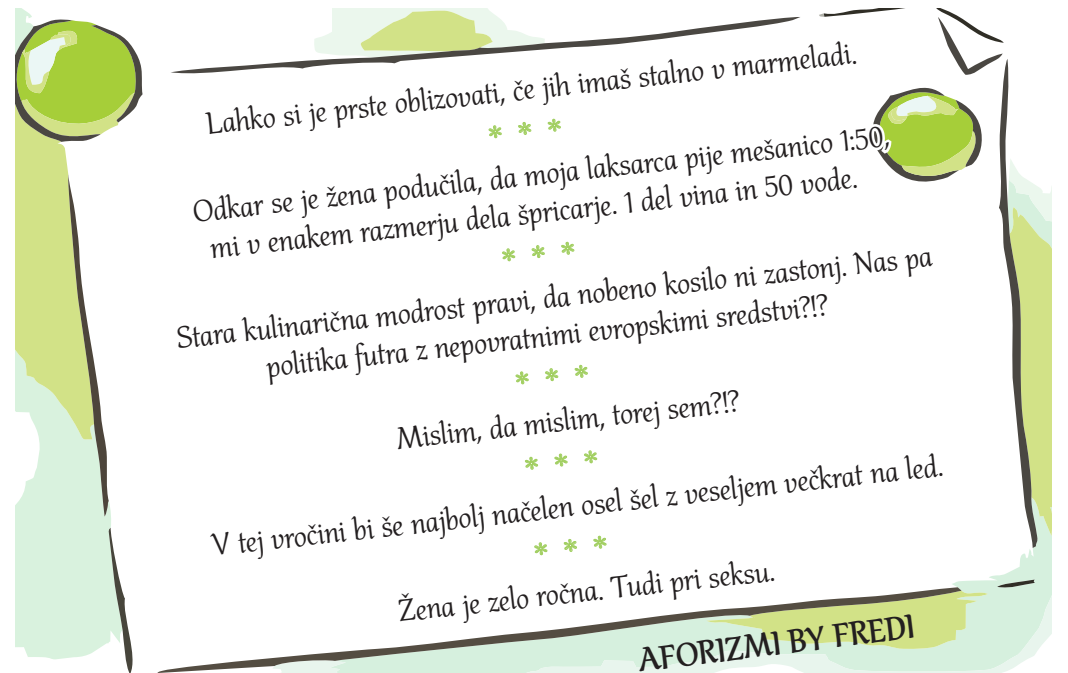 Lahko si je prste oblizovati, če jih imaš stalno v marmeladi.
* * *
Odkar se je žena podučila, da moja laksarca pije mešanico 1:50,
mi v enakem razmerju dela špricarje. 1 del vina in 50 vode.
* * *
Stara kulinarična modrost pravi, da nobeno kosilo ni zastonj. Nas pa
politika futra z nepovratnimi evropskimi sredstvi?!?
* * *
Mislim, da mislim, torej sem?!?
* * *
V tej vročini bi še najbolj načelen osel šel z veseljem večkrat na led.
* * *
Žena je zelo ročna. Tudi pri seksu.
AFORIZMI BY FREDI